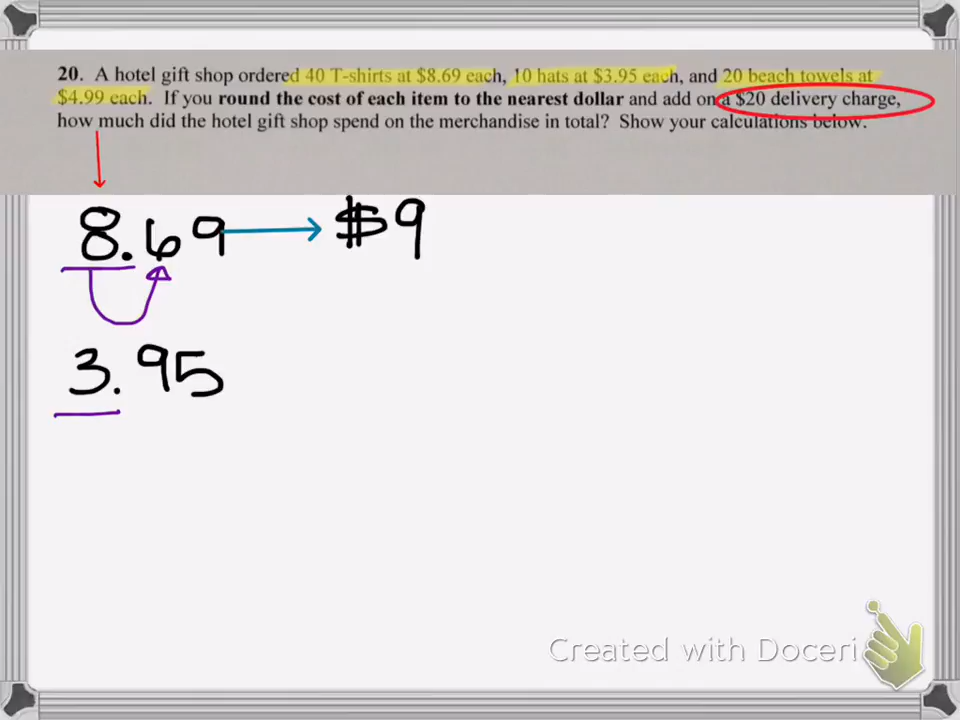 20. A hotel gift shop ordered 40 T-shirts at $8.69 each, 10 hats at $3.95 each, and 20 beach towels at
$4.99 each. If you round the cost of each item to the nearest dollar and add on a $20 delivery charge,
how much did the hotel gift shop spend on the merchandise in total? Show your calculations below.
8.69 → $9
3.95
Created with Doceri